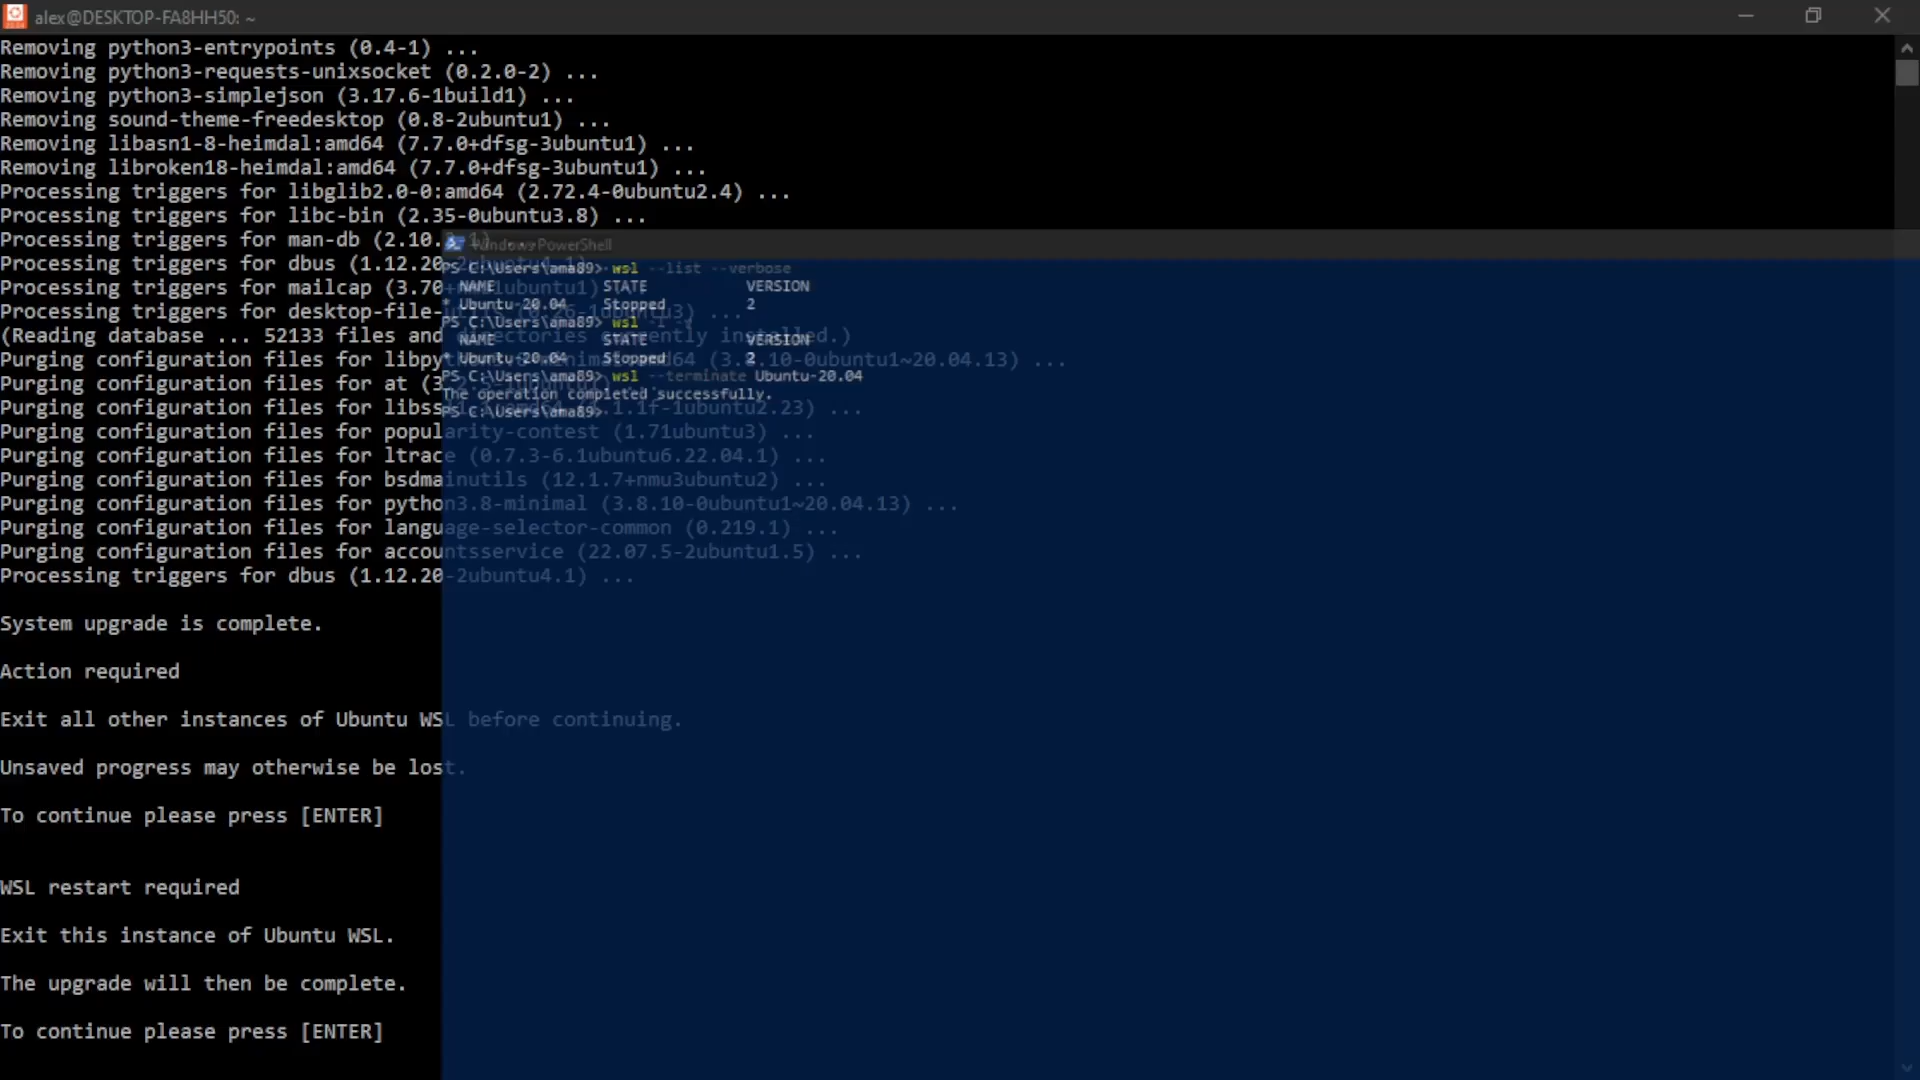 alex@DESKTOP-FA8HH50: ~
Removing python3-entrypoints (0.4-1) ...
Removing python3-requests-unixsocket (0.2.0-2) ...
Removing python3-simplejson (3.17.6-1build1) ...
Removing sound-theme-freedesktop (0.8-2ubuntu1) ...
Removing libasn1-8-heimdal:amd64 (7.7.0+dfsg-3ubuntu1) ...
Removing libroken18-heimdal:amd64 (7.7.0+dfsg-3ubuntu1) ...
Processing triggers for libglib2.0-0:amd64 (2.72.4-0ubuntu2.4) ...
Processing triggers for libc-bin (2.35-0ubuntu3.8) ...
Processing triggers for man-db (2.10.
Processing triggers for dbus (1.12.20
Processing triggers for mailcap (3.70
Processing triggers for desktop-file-
(Reading database ... 52133 files and directories currently installed.)
Purging configuration files for
Purging configuration files for at
Purging configuration files for
Purging configuration files for popularity-contest (1.71ubuntu3) ...
Purging configuration files for ltrace (0.7.3-6.1ubuntu6.22.04.1) ...
Purging configuration files for bsdmainutils (12.1.7+nmu3ubuntu2) ...
Purging configuration files for python3.8-minimal (3.8.10-0ubuntu1~20.04.13) ...
Purging configuration files for language-selector-common (0.219.1) ...
Purging configuration files for accountsservice (22.07.5-2ubuntu1.5) ...
Processing triggers for dbus (1.12.20-2ubuntu4.1) ...
System upgrade is complete.
Action required
Exit all other instances of Ubuntu WSL before continuing.
Unsaved progress may otherwise be lost.
To continue please press [ENTER]
WSL restart required
Exit this instance of Ubuntu WSL.
The upgrade will then be complete.
To continue please press [ENTER]
Windows PowerShell
PS C:\Users\ama89> wsl --list --verbose
NAME STATE VERSION
* Ubuntu-20.04 Stopped 2
PS C:\Users\ama89> wsl
NAME STATE VERSION
* Ubuntu-20.04 Stopped 2
PS C:\Users\ama89> wsl --terminate Ubuntu-20.04
The operation completed successfully.
PS C:\Users\ama89>